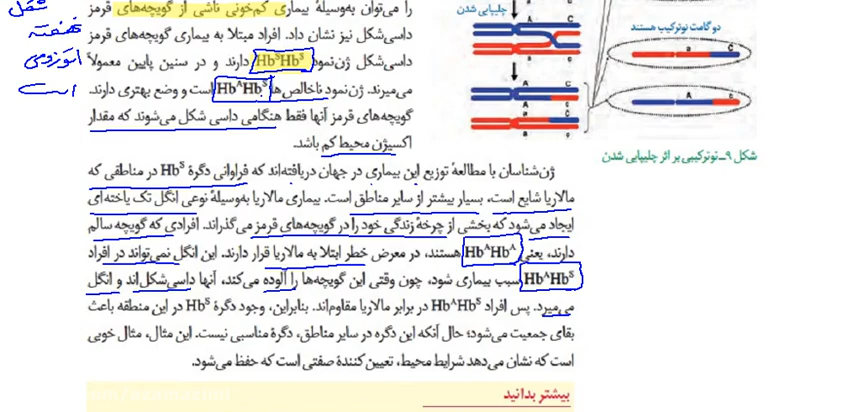 شکل
نهفته
اتوزومی
است
را می‌توان به‌وسیلهٔ بیماری کم‌خونی ناشی از گویچه‌های قرمز
داسی‌شکل نیز نشان داد. افراد مبتلا به بیماری گویچه‌های قرمز
داسی‌شکل ژن‌نمود HbˢHbˢ دارند و در سنین پایین معمولاً
می‌میرند. ژن‌نمود ناخالص‌ها HbᴬHbˢ است و وضع بهتری دارند.
گویچه‌های قرمز آنها فقط هنگامی داسی شکل می‌شوند که مقدار
اکسیژن محیط کم باشد.
چلیپایی شدن
A C
a c
A C
a c
دو گامت نوترکیب هستند
a C
A c
شکل ۹ـ نوترکیبی بر اثر چلیپایی شدن
ژن‌شناسان با مطالعهٔ توزیع این بیماری در جهان دریافته‌اند که فراوانی دگرهٔ Hbˢ در مناطقی که
مالاریا شایع است، بسیار بیشتر از سایر مناطق است. بیماری مالاریا به‌وسیلهٔ نوعی انگل تک یاخته‌ای
ایجاد می‌شود که بخشی از چرخهٔ زندگی خود را در گویچه‌های قرمز می‌گذراند. افرادی که گویچه سالم
دارند، یعنی HbᴬHbᴬ هستند، در معرض خطر ابتلا به مالاریا قرار دارند. این انگل نمی‌تواند در افراد
HbᴬHbˢ سبب بیماری شود، چون وقتی این گویچه‌ها را آلوده می‌کند، آنها داسی‌شکل‌اند و انگل
می‌میرد. پس افراد HbᴬHbˢ در برابر مالاریا مقاوم‌اند. بنابراین، وجود دگرهٔ Hbˢ در این منطقه باعث
بقای جمعیت می‌شود؛ حال آنکه این دگره در سایر مناطق، دگرهٔ مناسبی نیست. این مثال، مثال خوبی
است که نشان می‌دهد شرایط محیط، تعیین کنندهٔ صفتی است که حفظ می‌شود.
بیشتر بدانید